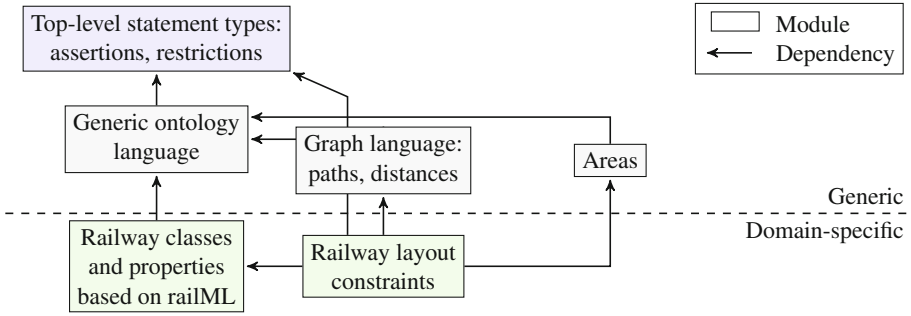 Top-level statement types:
assertions, restrictions
Module
Dependency
Generic ontology
language
Graph language:
paths, distances
Areas
Generic
Domain-specific
Railway classes
and properties
based on railML
Railway layout
constraints